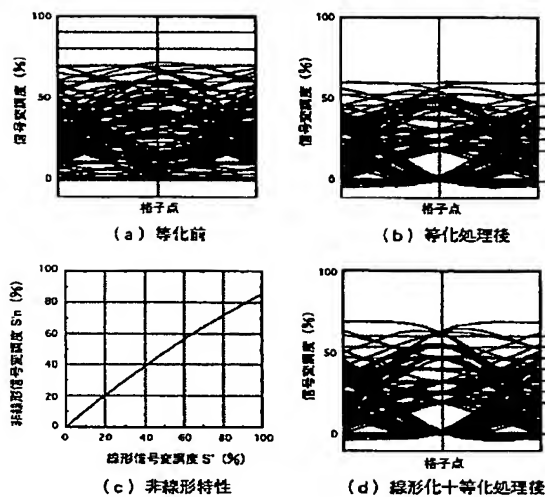 100
50
0
信号変調度 (%)
格子点
(a) 等化前
100
50
0
信号変調度 (%)
格子点
(b) 等化処理後
100
80
60
40
20
0
非線形信号変調度 S'n (%)
0 20 40 60 80 100
線形信号変調度 S' (%)
(c) 非線形特性
100
50
0
信号変調度 (%)
格子点
(d) 線形化+等化処理後